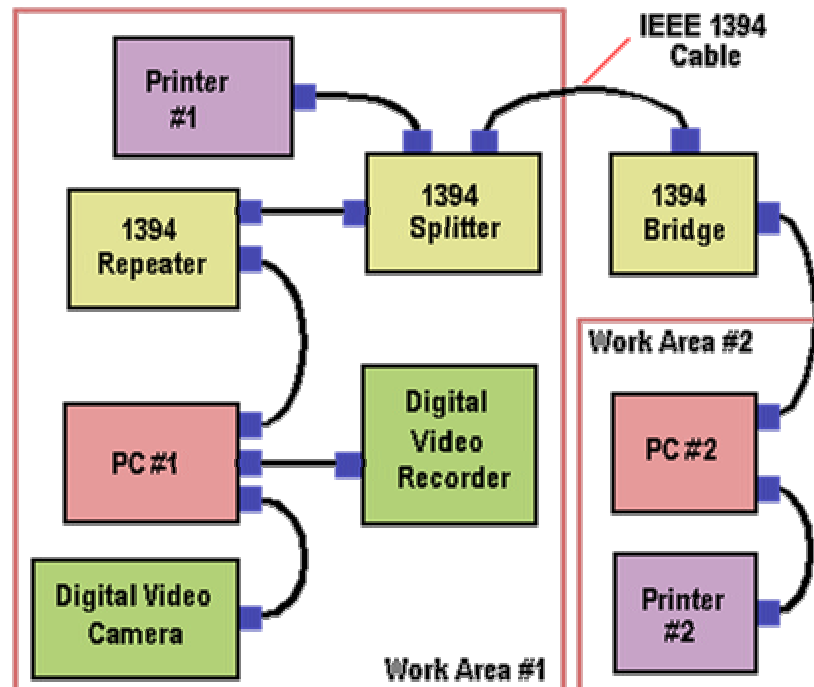 IEEE 1394
Cable
Printer
#1
1394
Splitter
1394
Bridge
1394
Repeater
Work Area #2
Digital
Video
Recorder
PC #1
PC #2
Digital Video
Camera
Printer
#2
Work Area #1